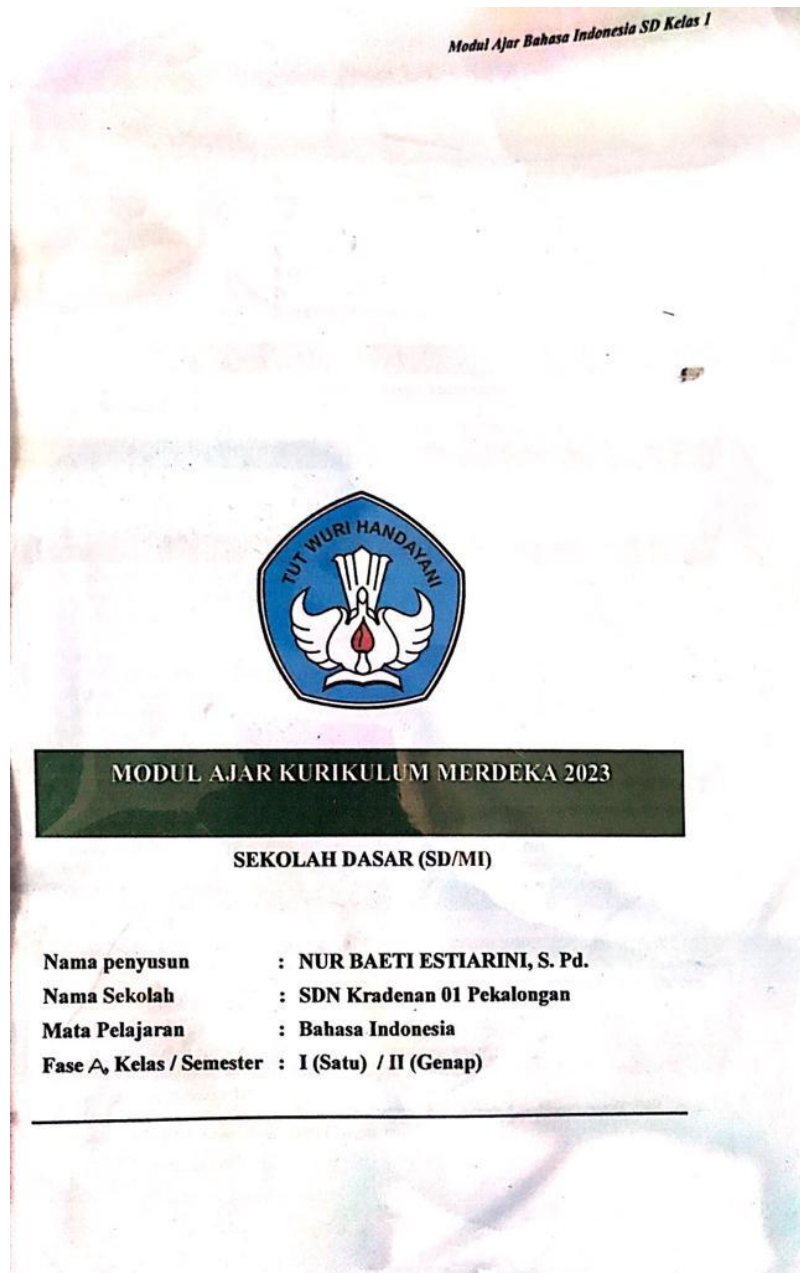 Modul Ajar Bahasa Indonesia SD Kelas 1
TUT WURI HANDAYANI
MODUL AJAR KURIKULUM MERDEKA 2023
SEKOLAH DASAR (SD/MI)
Nama penyusun : NUR BAETI ESTIARINI, S. Pd.
Nama Sekolah : SDN Kradenan 01 Pekalongan
Mata Pelajaran : Bahasa Indonesia
Fase A, Kelas / Semester : I (Satu) / II (Genap)